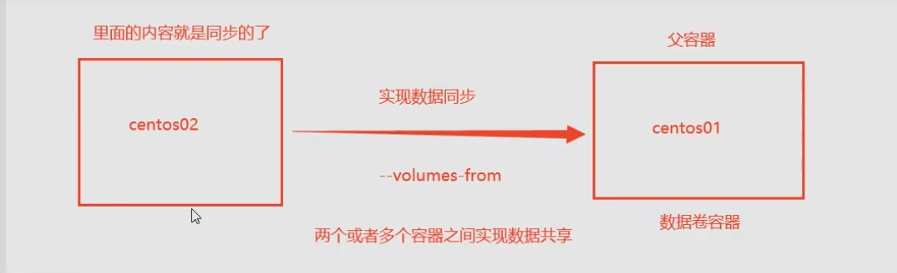 里面的内容就是同步的了
父容器
实现数据同步
centos02
centos01
--volumes-from
数据卷容器
两个或者多个容器之间实现数据共享